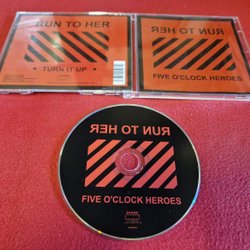 RUN TO HER
• TURN IT UP •
RUN TO HER
FIVE O'CLOCK HEROES
RUN TO HER
FIVE O'CLOCK HEROES